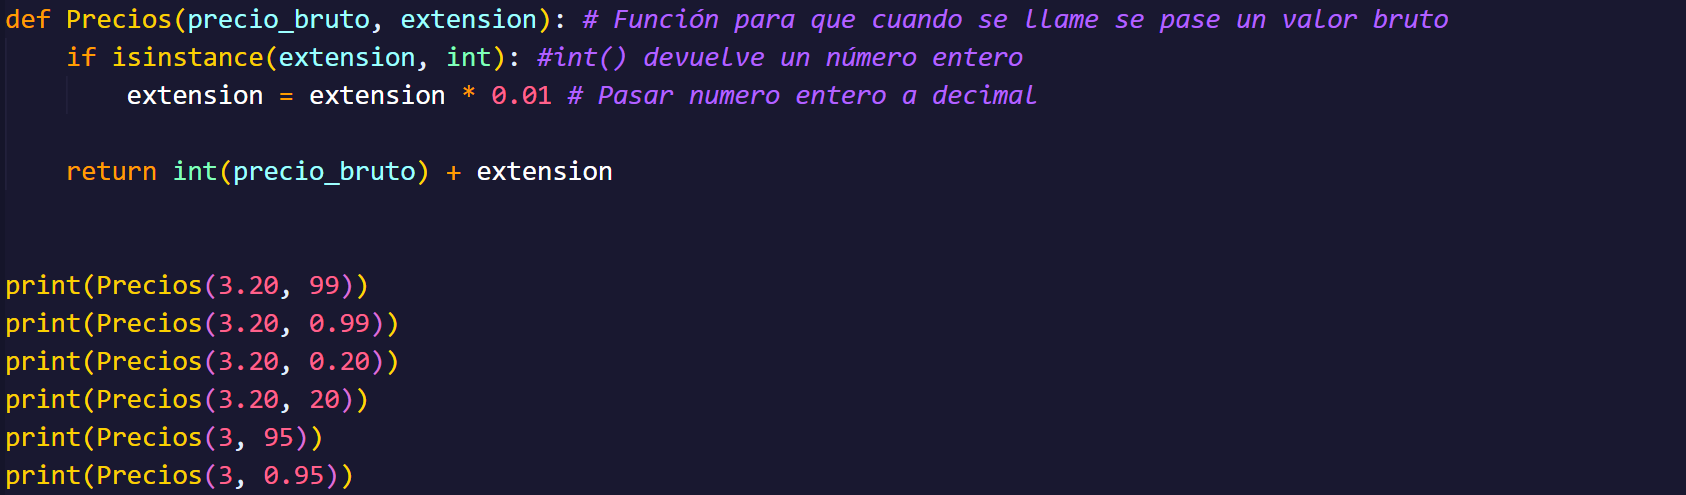 def Precios(precio_bruto, extension): # Función para que cuando se llame se pase un valor bruto
    if isinstance(extension, int): #int() devuelve un número entero
        extension = extension * 0.01 # Pasar numero entero a decimal
    return int(precio_bruto) + extension
print(Precios(3.20, 99))
print(Precios(3.20, 0.99))
print(Precios(3.20, 0.20))
print(Precios(3.20, 20))
print(Precios(3, 95))
print(Precios(3, 0.95))